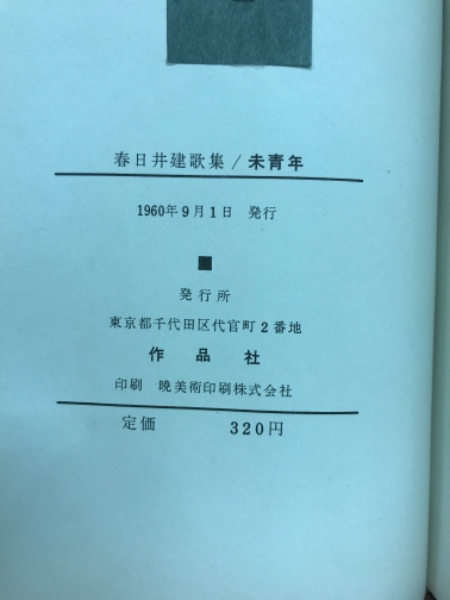 春日井建歌集/未青年
1960年9月1日 発行
■
発行所
東京都千代田区代官町2番地
作品社
印刷 晩美術印刷株式会社
定価 320円